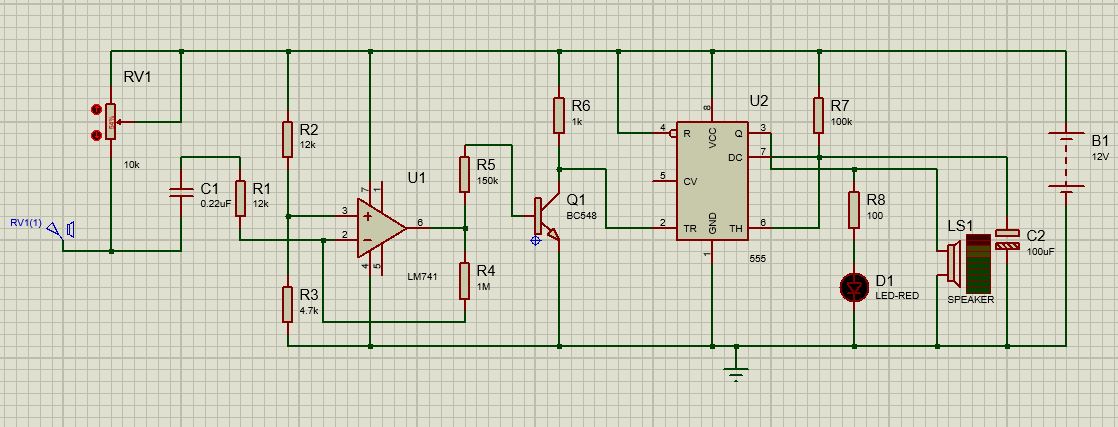 RV1
54%
10k
RV1(1)
C1
0.22uF
R1
12k
R2
12k
R3
4.7k
U1
7
1
3
2
6
4
5
LM741
R5
150k
R4
1M
R6
1k
Q1
BC548
U2
8
VCC
4
R
Q
3
DC
7
5
CV
2
TR
GND
TH
6
1
555
R7
100k
R8
100
D1
LED-RED
LS1
SPEAKER
C2
100uF
B1
12V